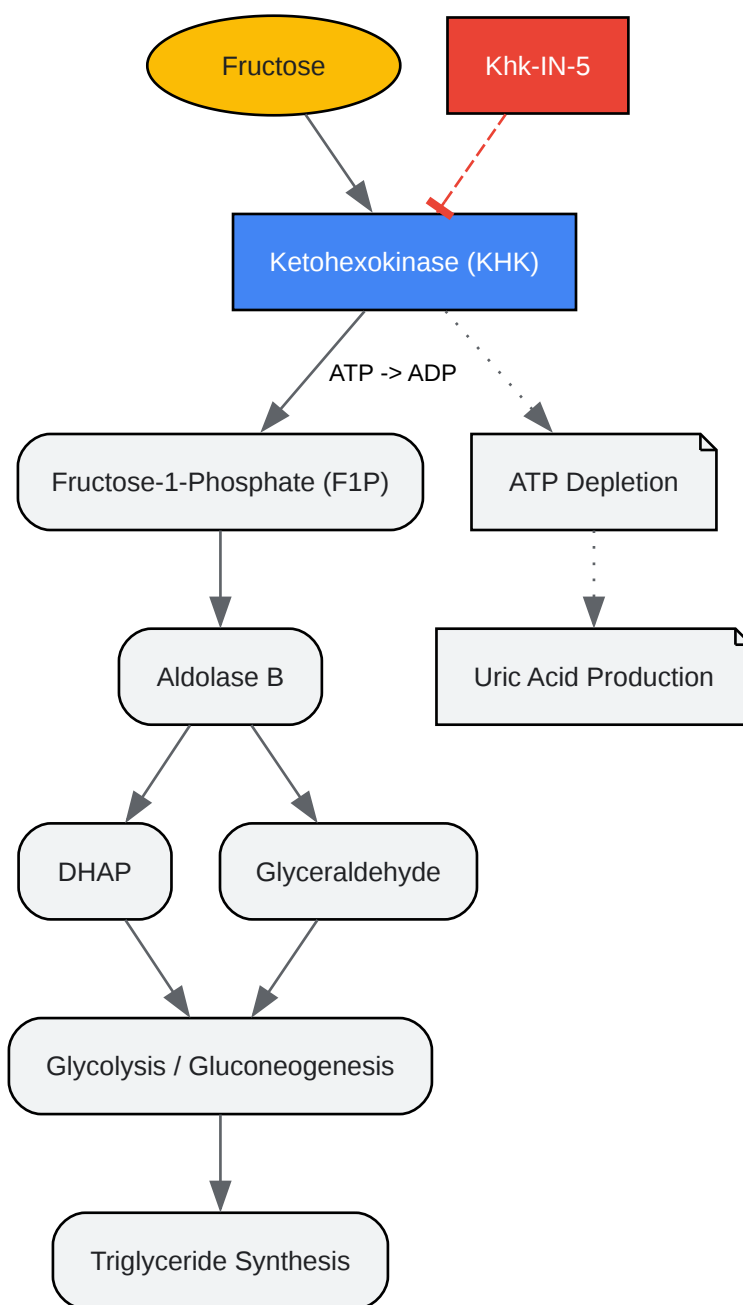 Fructose
Khk-IN-5
Ketohexokinase (KHK)
ATP -> ADP
Fructose-1-Phosphate (F1P)
ATP Depletion
Aldolase B
Uric Acid Production
DHAP
Glyceraldehyde
Glycolysis / Gluconeogenesis
Triglyceride Synthesis